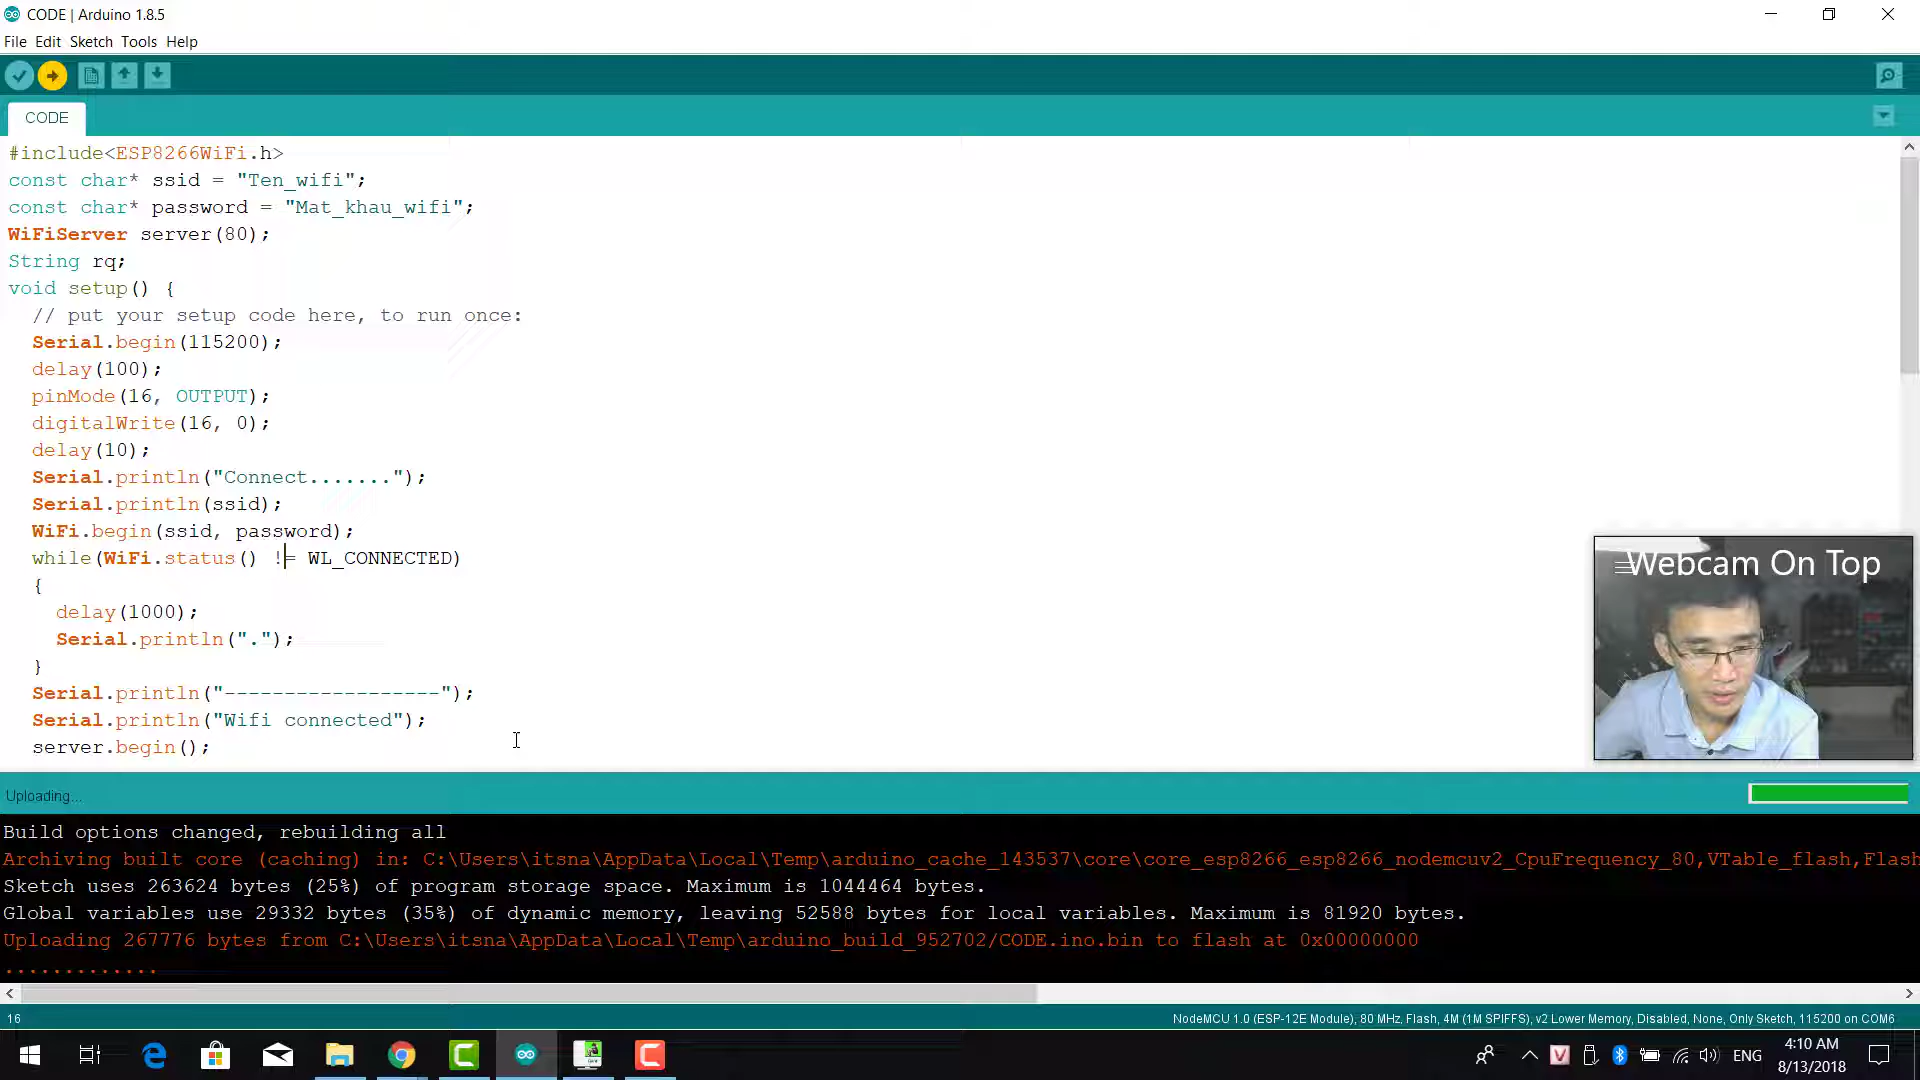 CODE | Arduino 1.8.5
File Edit Sketch Tools Help
CODE
#include<ESP8266WiFi.h>
const char* ssid = "Ten_wifi";
const char* password = "Mat_khau_wifi";
WiFiServer server(80);
String rq;
void setup() {
// put your setup code here, to run once:
Serial.begin(115200);
delay(100);
pinMode(16, OUTPUT);
digitalWrite(16, 0);
delay(10);
Serial.println("Connect.......");
Serial.println(ssid);
WiFi.begin(ssid, password);
while(WiFi.status() != WL_CONNECTED)
{
delay(1000);
Serial.println(".");
}
Serial.println("------------------");
Serial.println("Wifi connected");
server.begin();
Webcam On Top
Uploading...
Build options changed, rebuilding all
Archiving built core (caching) in: C:\Users\itsna\AppData\Local\Temp\arduino_cache_143537\core\core_esp8266_esp8266_nodemcuv2_CpuFrequency_80,VTable_flash,Flash
Sketch uses 263624 bytes (25%) of program storage space. Maximum is 1044464 bytes.
Global variables use 29332 bytes (35%) of dynamic memory, leaving 52588 bytes for local variables. Maximum is 81920 bytes.
Uploading 267776 bytes from C:\Users\itsna\AppData\Local\Temp\arduino_build_952702/CODE.ino.bin to flash at 0x00000000
.............
16
NodeMCU 1.0 (ESP-12E Module), 80 MHz, Flash, 4M (1M SPIFFS), v2 Lower Memory, Disabled, None, Only Sketch, 115200 on COM6
ENG
4:10 AM
8/13/2018